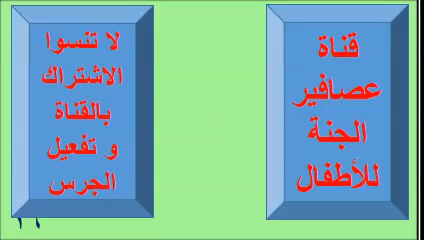 قناة
عصافير
الجنة
للأطفال
لا تنسوا
الاشتراك
بالقناة
و تفعيل
الجرس